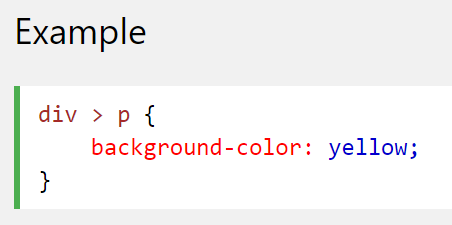 Example
div > p {
    background-color: yellow;
}